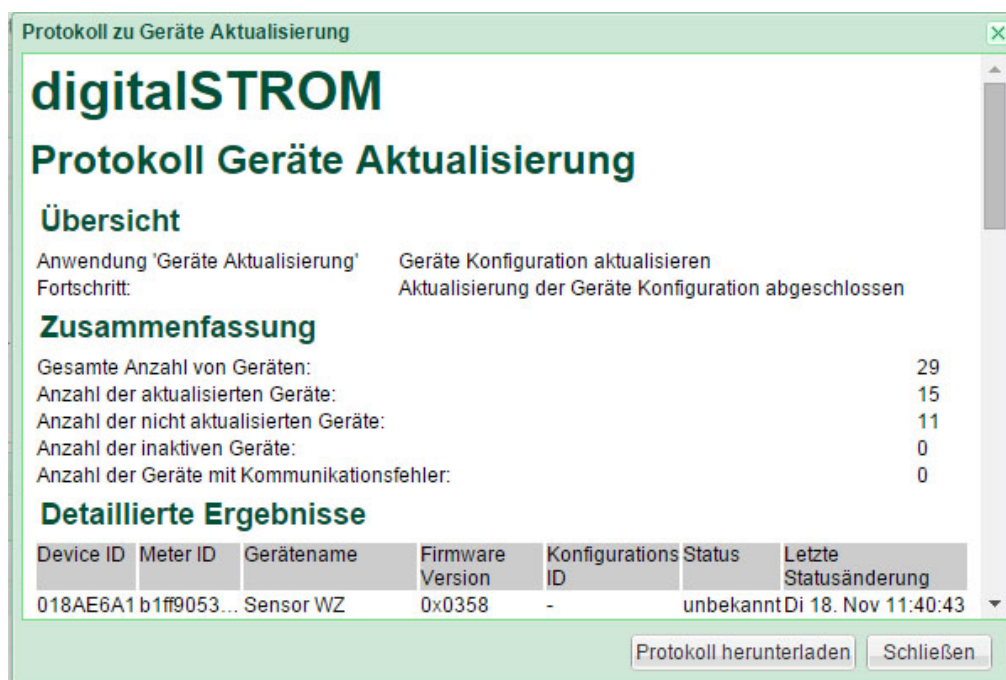 Protokoll zu Geräte Aktualisierung
digitalSTROM
Protokoll Geräte Aktualisierung
Übersicht
Anwendung 'Geräte Aktualisierung' Geräte Konfiguration aktualisieren
Fortschritt: Aktualisierung der Geräte Konfiguration abgeschlossen
Zusammenfassung
Gesamte Anzahl von Geräten: 29
Anzahl der aktualisierten Geräte: 15
Anzahl der nicht aktualisierten Geräte: 11
Anzahl der inaktiven Geräte: 0
Anzahl der Geräte mit Kommunikationsfehler: 0
Detaillierte Ergebnisse
Device ID Meter ID Gerätename Firmware Version Konfigurations ID Status Letzte Statusänderung
018AE6A1 b1ff9053... Sensor WZ 0x0358 - unbekannt Di 18. Nov 11:40:43
Protokoll herunterladen Schließen